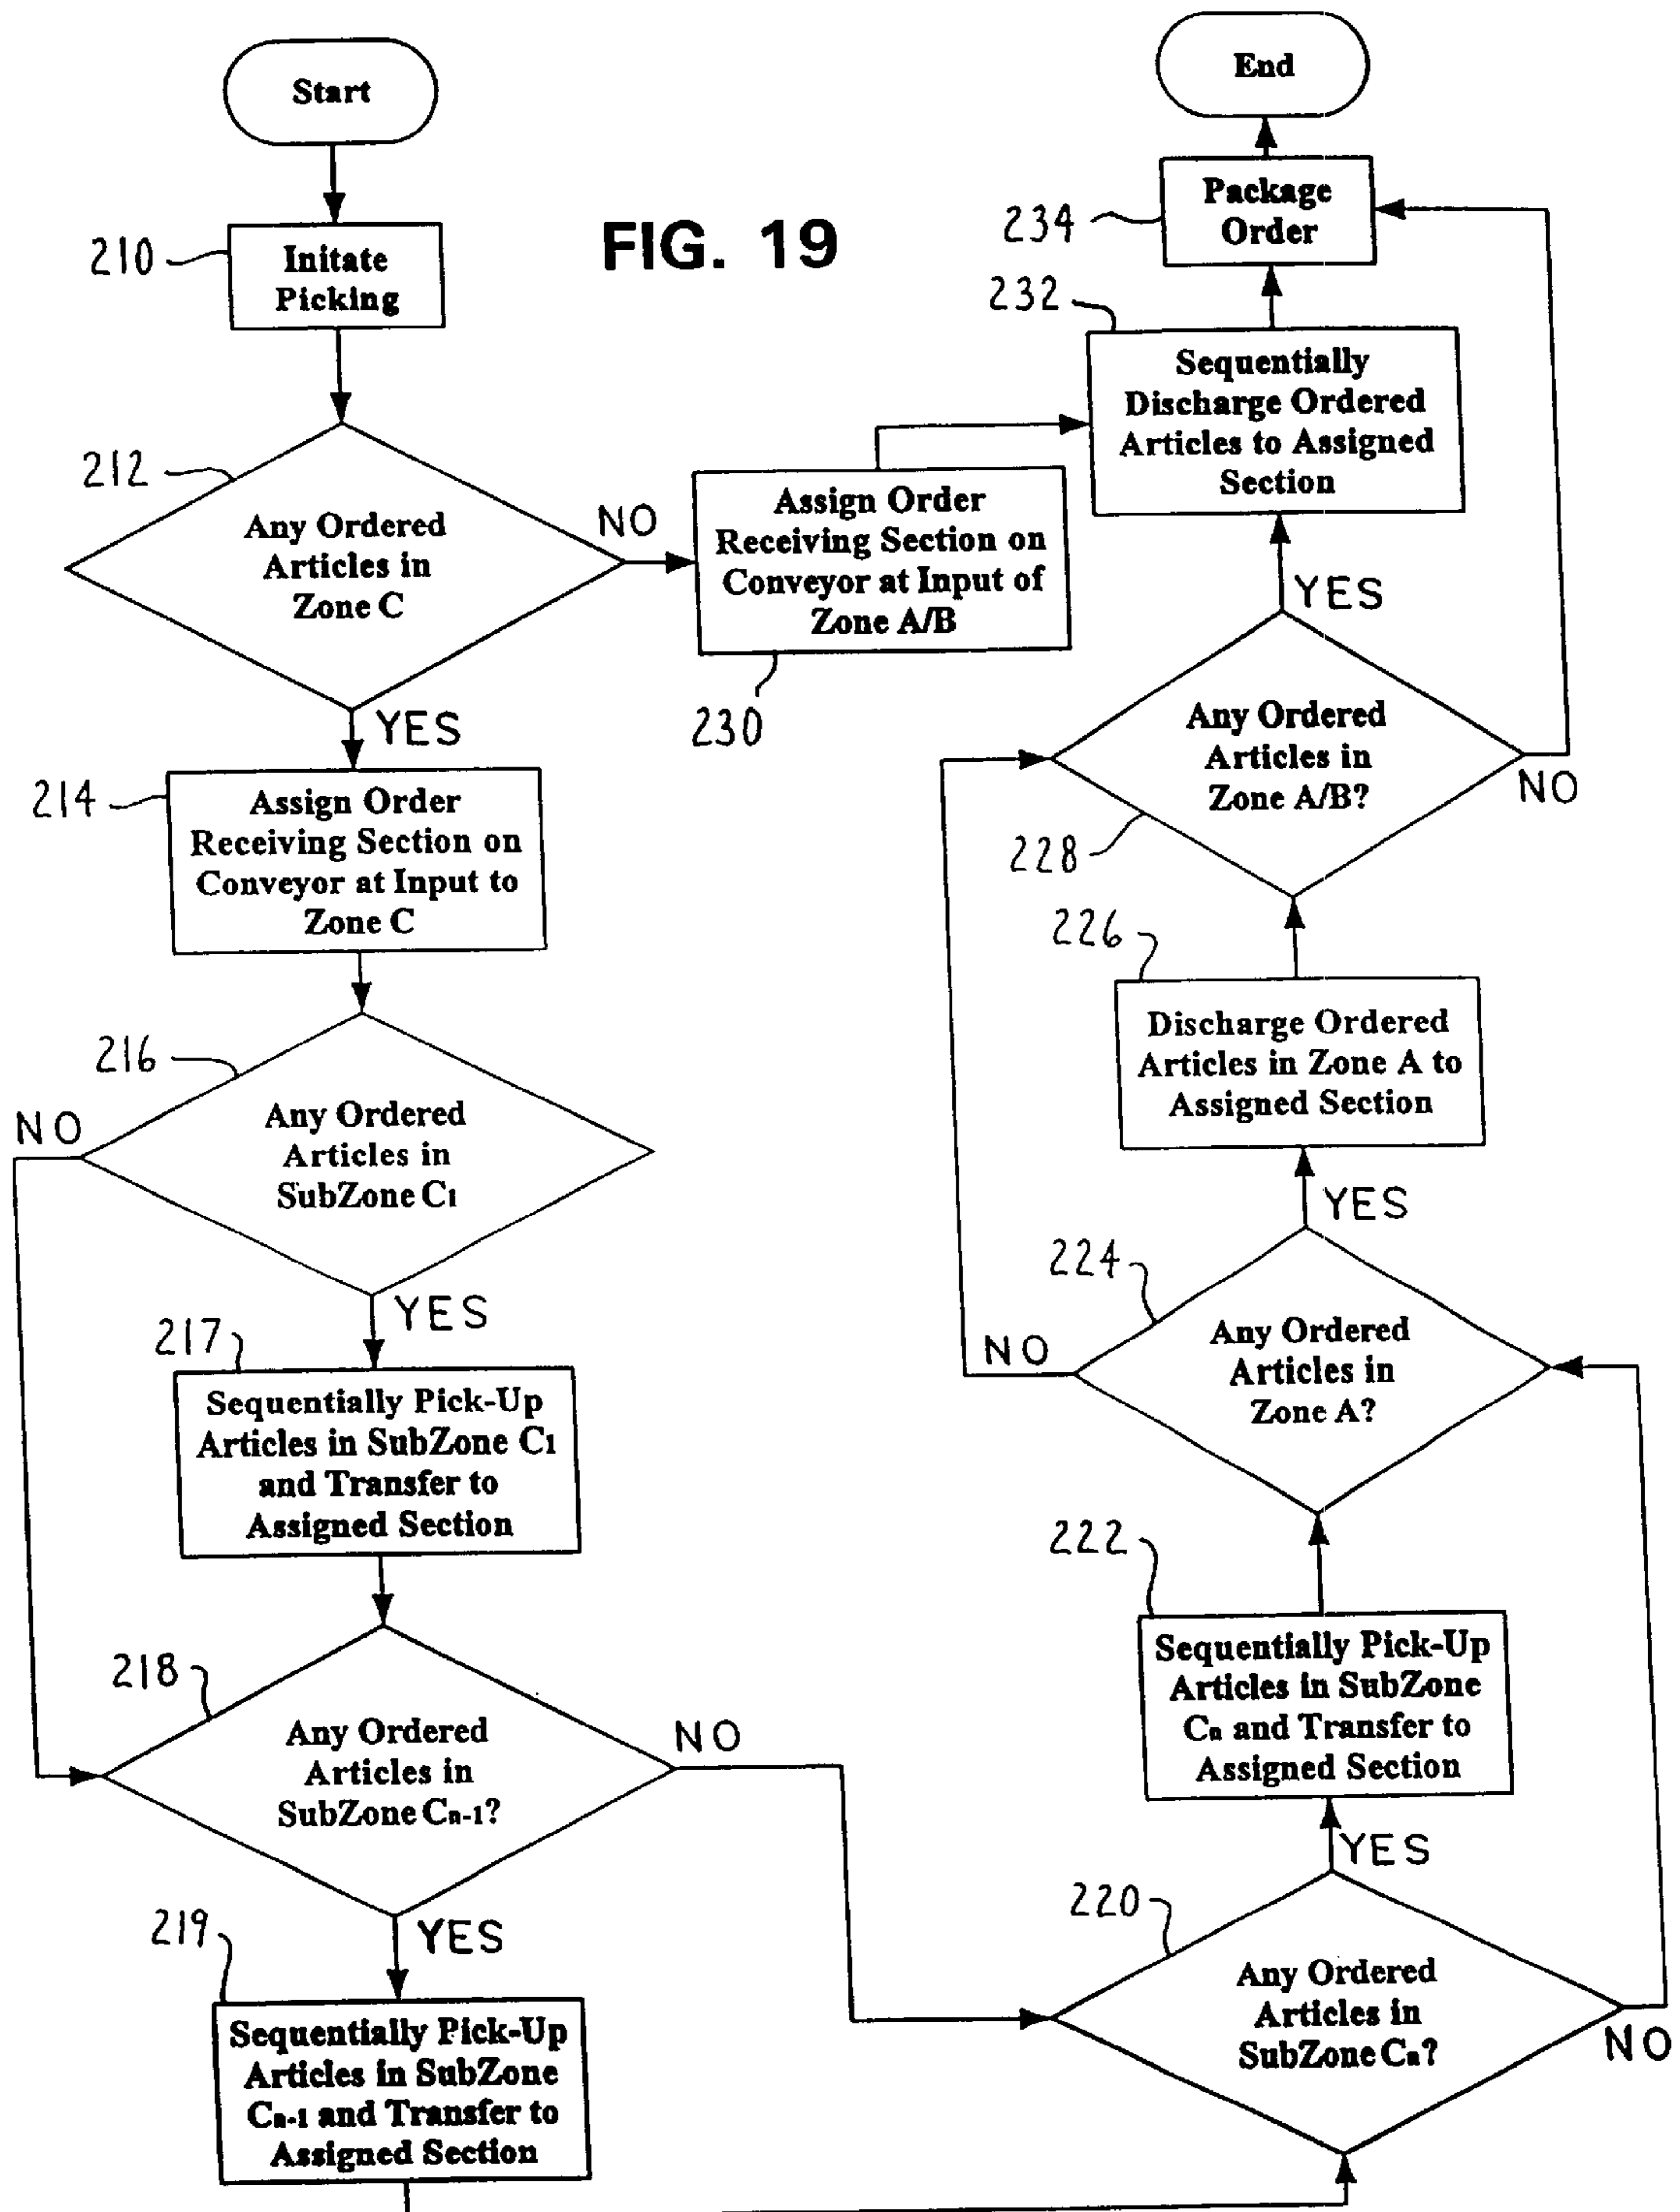 Start
210
Initate
Picking
FIG. 19
212
Any Ordered
Articles in
Zone C
NO
YES
214
Assign Order
Receiving Section on
Conveyor at Input to
Zone C
216
Any Ordered
Articles in
SubZone C1
NO
YES
217
Sequentially Pick-Up
Articles in SubZone C1
and Transfer to
Assigned Section
218
Any Ordered
Articles in
SubZone Cn-1?
NO
YES
219
Sequentially Pick-Up
Articles in SubZone
Cn-1 and Transfer to
Assigned Section
Assign Order
Receiving Section on
Conveyor at Input of
Zone A/B
230
End
234
Package
Order
232
Sequentially
Discharge Ordered
Articles to Assigned
Section
YES
Any Ordered
Articles in
Zone A/B?
NO
228
226
Discharge Ordered
Articles in Zone A to
Assigned Section
YES
224
Any Ordered
Articles in
Zone A?
NO
222
Sequentially Pick-Up
Articles in SubZone
Cn and Transfer to
Assigned Section
YES
220
Any Ordered
Articles in
SubZone Cn?
NO